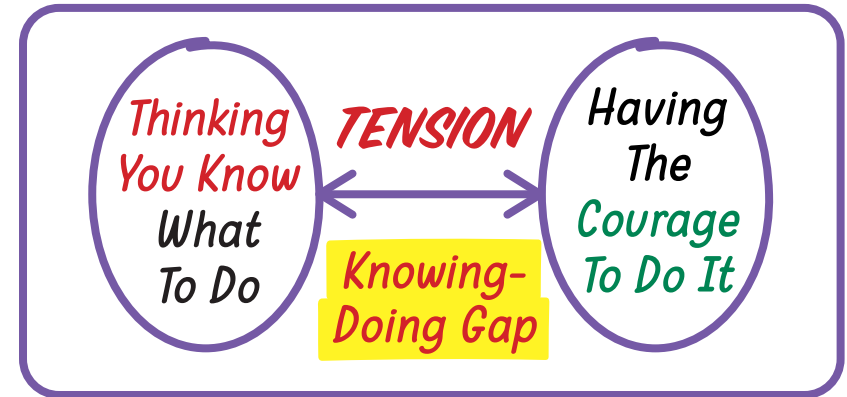 Thinking
You Know
What
To Do
TENSION
Knowing-
Doing Gap
Having
The
Courage
To Do It